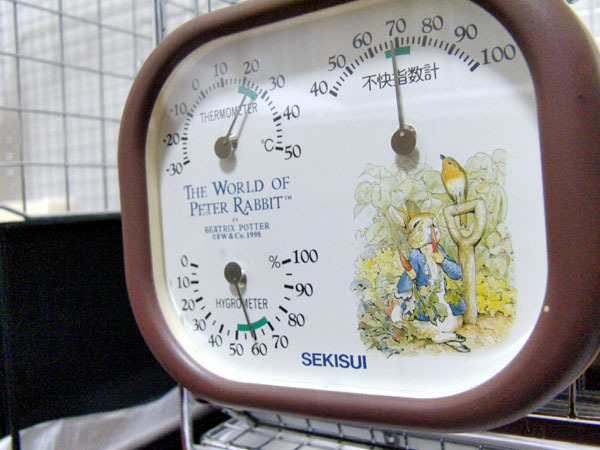 -30 -20 -10 0 10 20 30 40 50
THERMOMETER
℃
40 50 60 70 80 90 100
不快指数計
THE WORLD OF
PETER RABBIT™
BY
BEATRIX POTTER
©FW & Co. 1998
0 10 20 30 40 50 60 70 80 90 100
%
HYGROMETER
SEKISUI